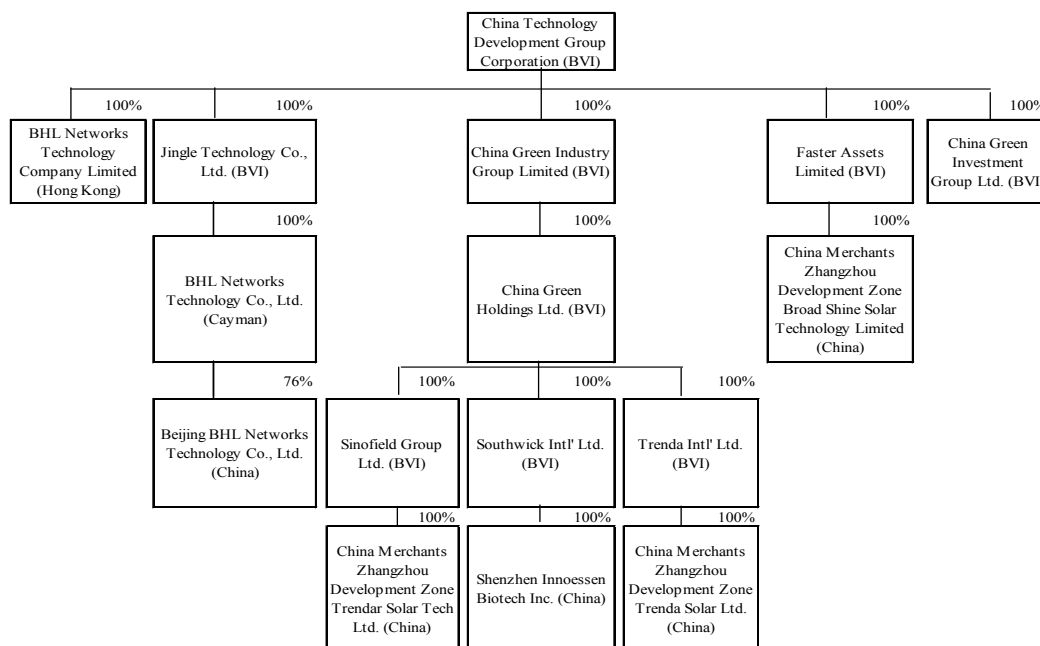 China Technology
Development Group
Corporation (BVI)
100%
100%
100%
100%
100%
BHL Networks
Technology
Company Limited
(Hong Kong)
Jingle Technology Co.,
Ltd. (BVI)
China Green Industry
Group Limited (BVI)
Faster Assets
Limited (BVI)
China Green
Investment
Group Ltd. (BVI
100%
100%
100%
BHL Networks
Technology Co., Ltd.
(Cayman)
China Green
Holdings Ltd. (BVI)
China Merchants
Zhangzhou
Development Zone
Broad Shine Solar
Technology Limited
(China)
76%
100%
100%
100%
Beijing BHL Networks
Technology Co., Ltd.
(China)
Sinofield Group
Ltd. (BVI)
Southwick Intl' Ltd.
(BVI)
Trenda Intl' Ltd.
(BVI)
100%
100%
100%
China Merchants
Zhangzhou
Development Zone
Trendar Solar Tech
Ltd. (China)
Shenzhen Innoessen
Biotech Inc. (China)
China Merchants
Zhangzhou
Development Zone
Trenda Solar Ltd.
(China)